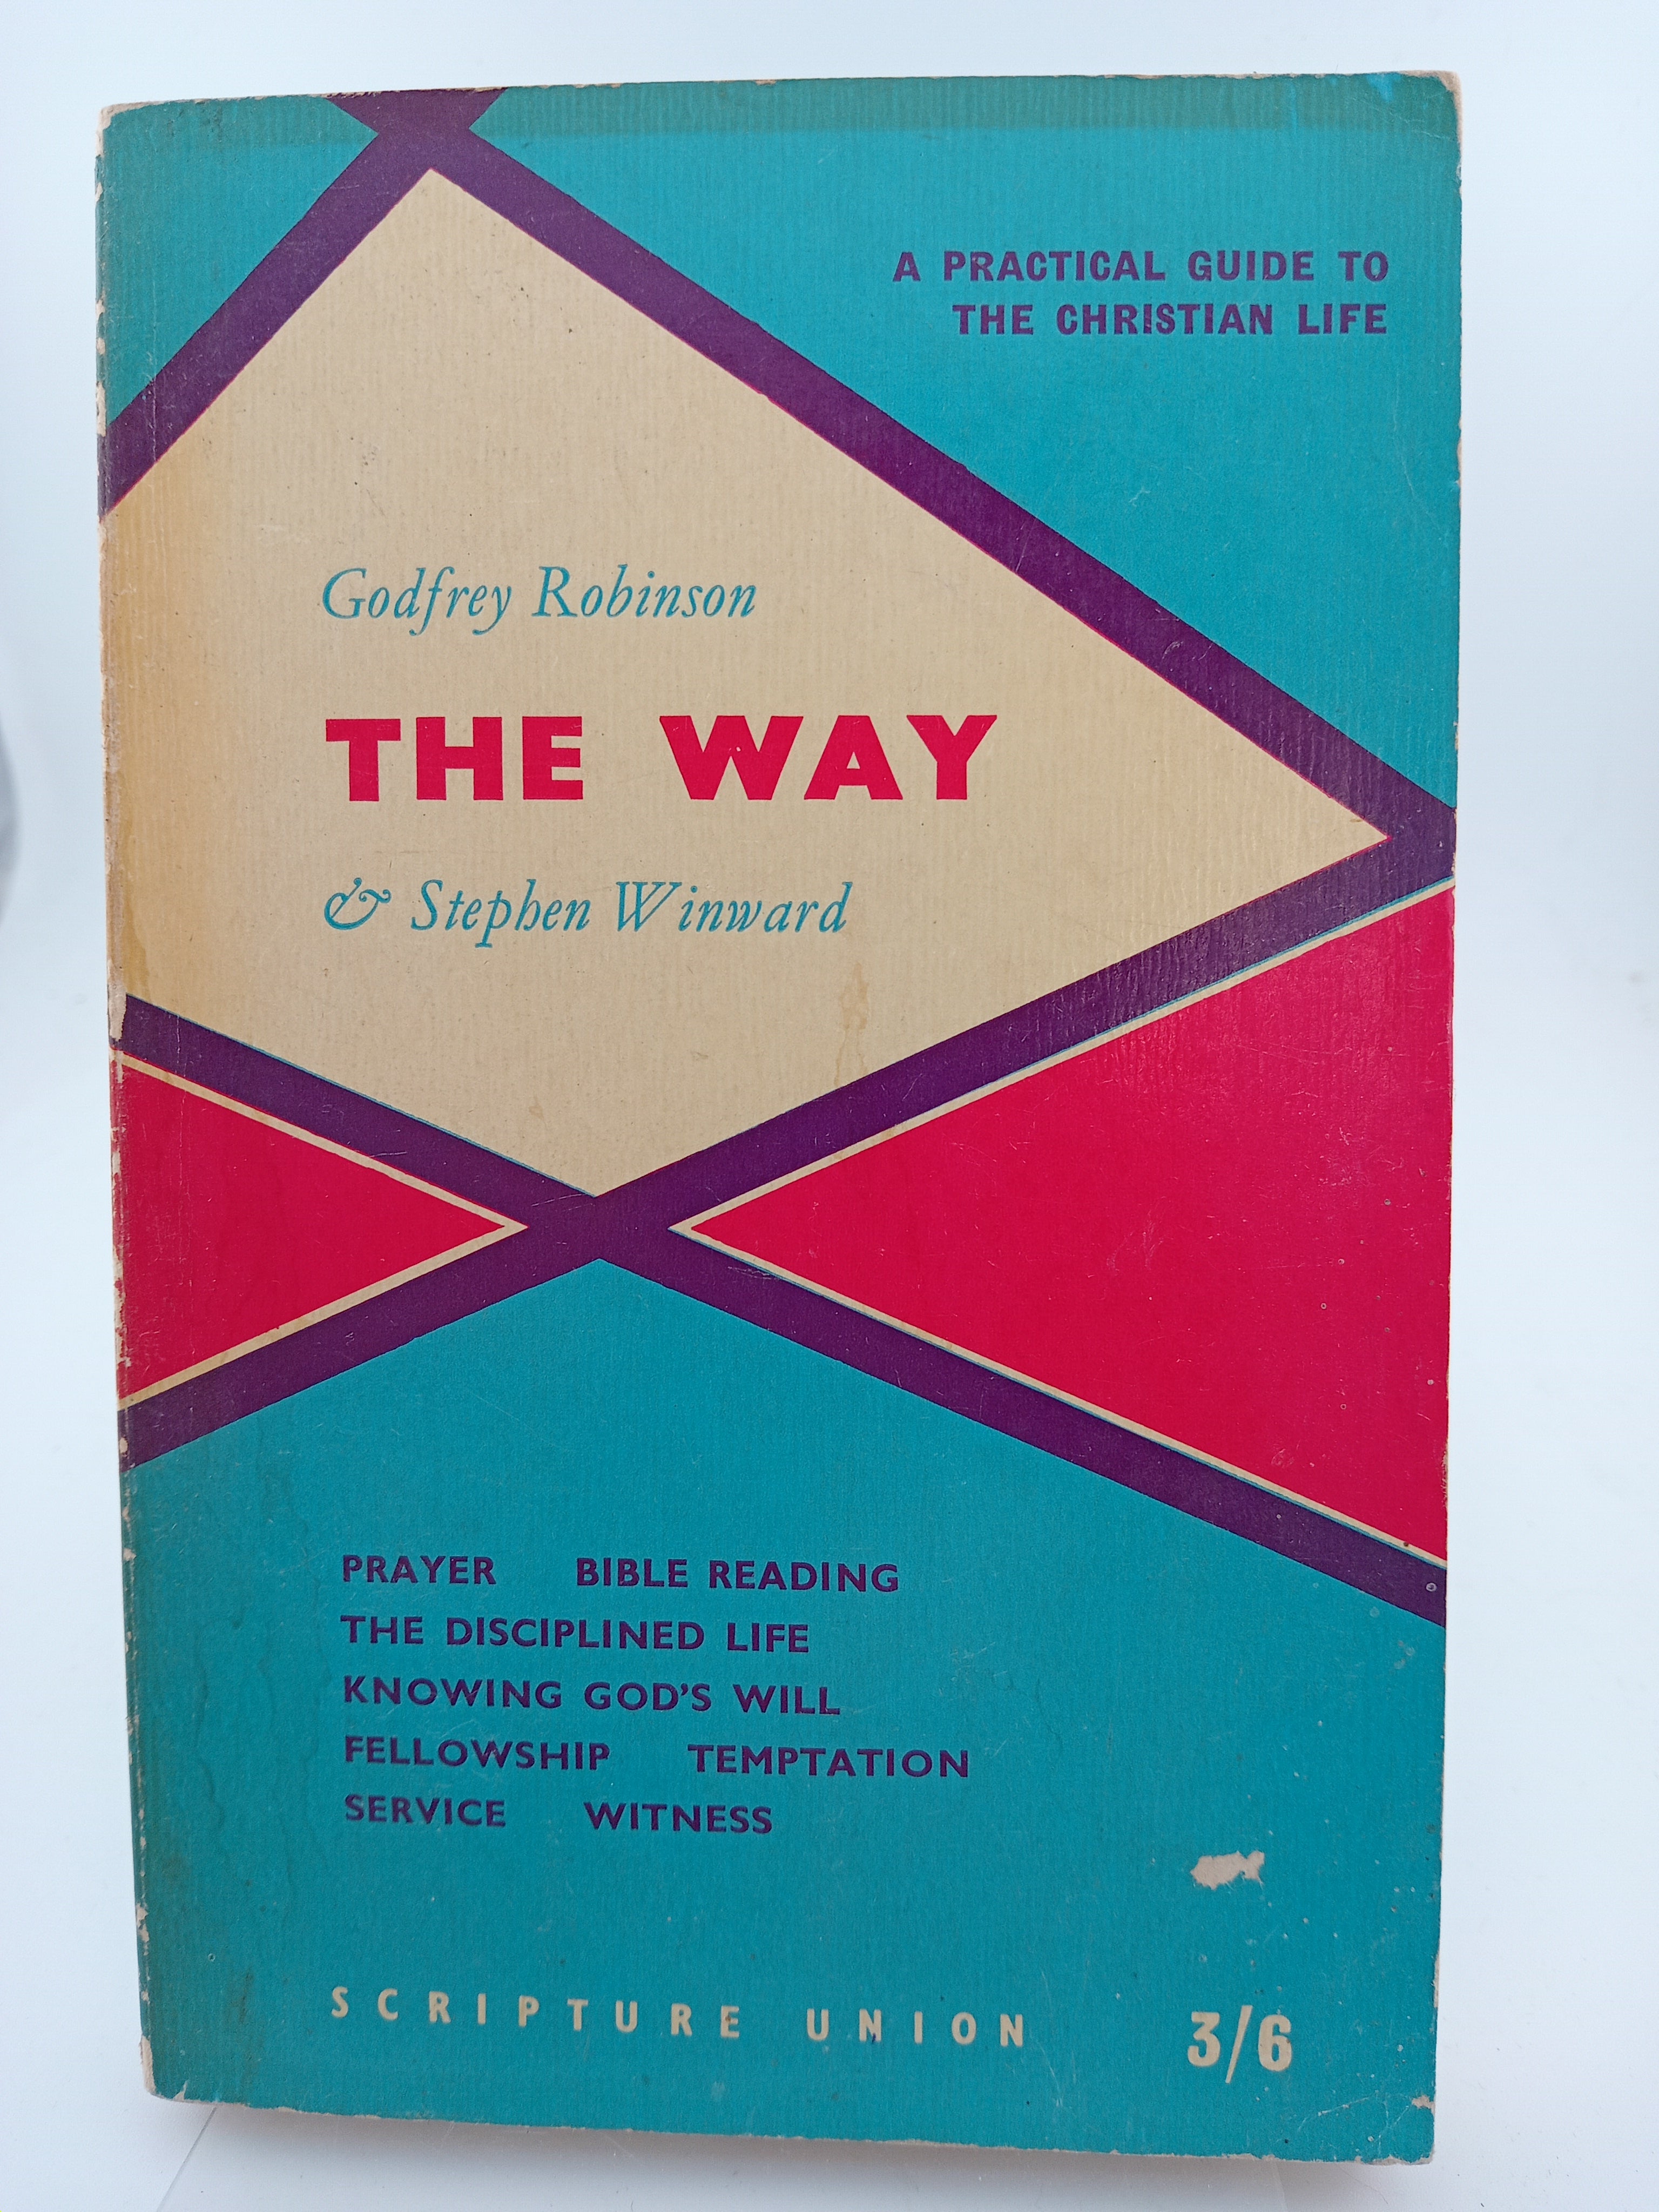 A PRACTICAL GUIDE TO
THE CHRISTIAN LIFE
Godfrey Robinson
THE WAY
& Stephen Winward
PRAYER BIBLE READING
THE DISCIPLINED LIFE
KNOWING GOD'S WILL
FELLOWSHIP TEMPTATION
SERVICE WITNESS
SCRIPTURE UNION 3/6